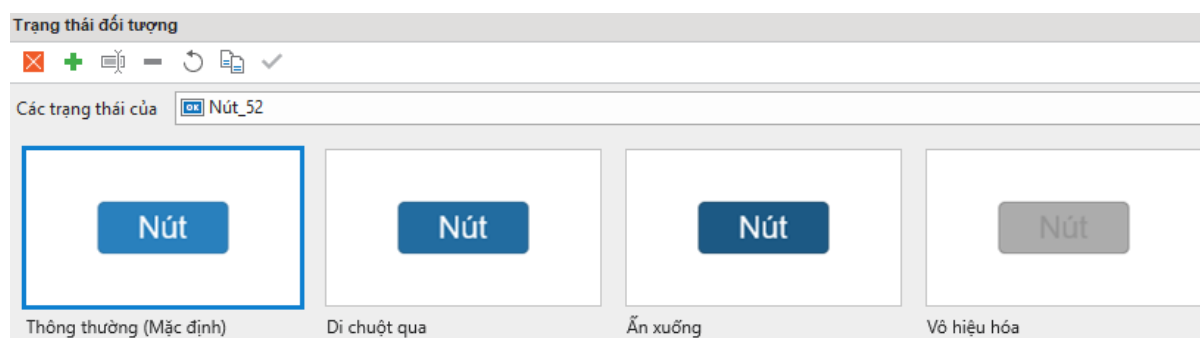 Trạng thái đối tượng
Các trạng thái của OK Nút_52
Nút Nút Nút Nút
Thông thường (Mặc định) Di chuột qua Ấn xuống Vô hiệu hóa